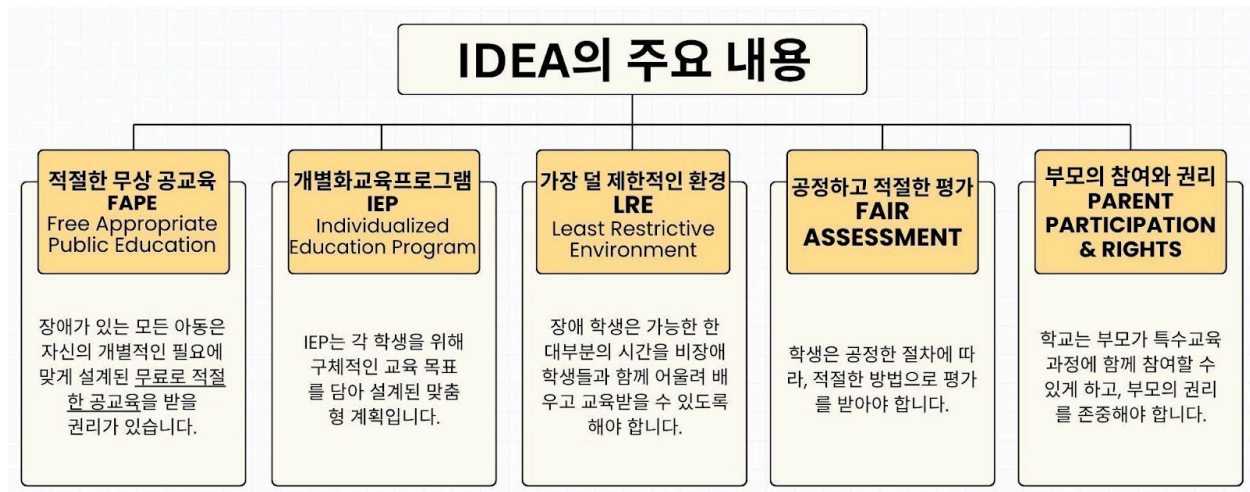 IDEA의 주요 내용
적절한 무상 공교육
FAPE
Free Appropriate
Public Education
장애가 있는 모든 아동은
자신의 개별적인 필요에
맞게 설계된 무료로 적절
한 공교육을 받을
권리가 있습니다.
개별화교육프로그램
IEP
Individualized
Education Program
IEP는 각 학생을 위해
구체적인 교육 목표
를 담아 설계된 맞춤
형 계획입니다.
가장 덜 제한적인 환경
LRE
Least Restrictive
Environment
장애 학생은 가능한 한
대부분의 시간을 비장애
학생들과 함께 어울려 배
우고 교육받을 수 있도록
해야 합니다.
공정하고 적절한 평가
FAIR
ASSESSMENT
학생은 공정한 절차에 따
라, 적절한 방법으로 평가
를 받아야 합니다.
부모의 참여와 권리
PARENT
PARTICIPATION
& RIGHTS
학교는 부모가 특수교육
과정에 함께 참여할 수
있게 하고, 부모의 권리
를 존중해야 합니다.